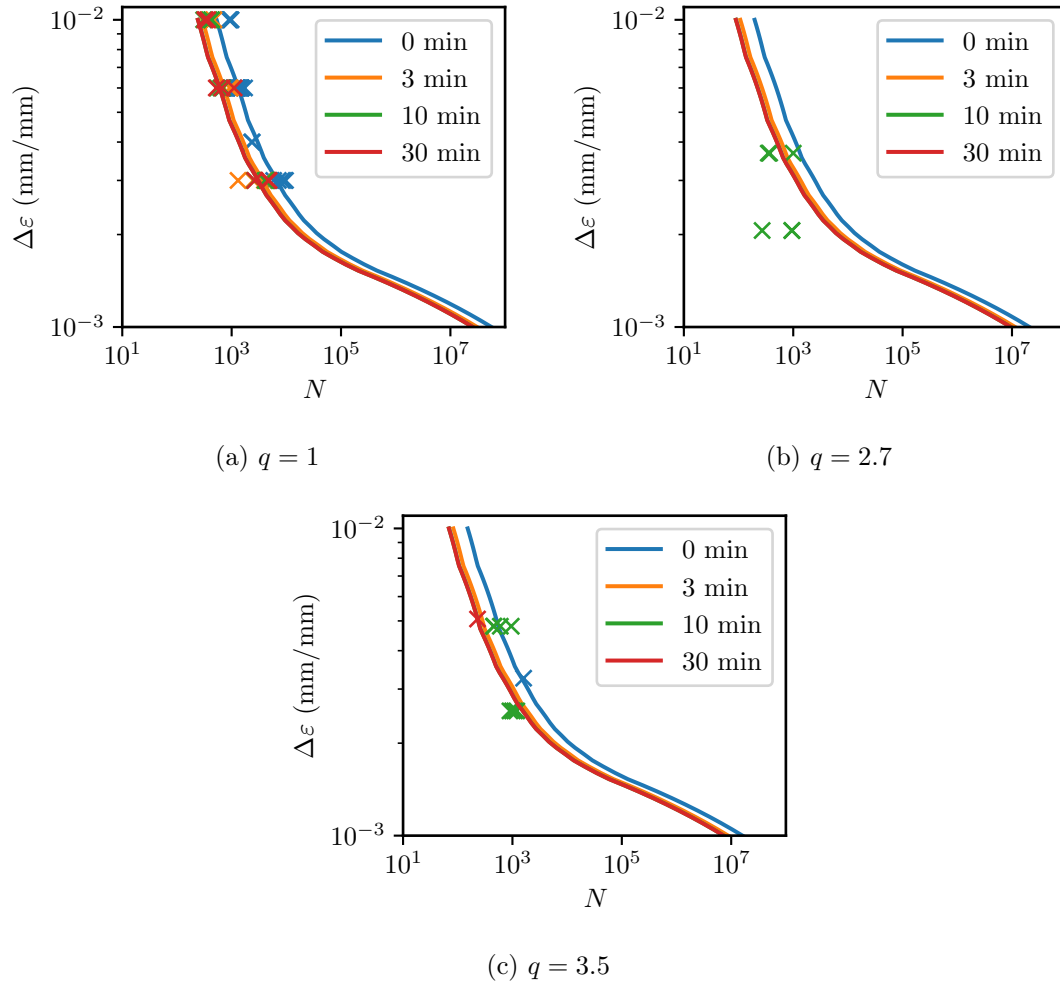 10⁻²
10⁻³
Δε (mm/mm)
0 min
3 min
10 min
30 min
10¹ 10³ 10⁵ 10⁷
N
(a) q = 1
10⁻²
10⁻³
Δε (mm/mm)
0 min
3 min
10 min
30 min
10¹ 10³ 10⁵ 10⁷
N
(b) q = 2.7
10⁻²
10⁻³
Δε (mm/mm)
0 min
3 min
10 min
30 min
10¹ 10³ 10⁵ 10⁷
N
(c) q = 3.5